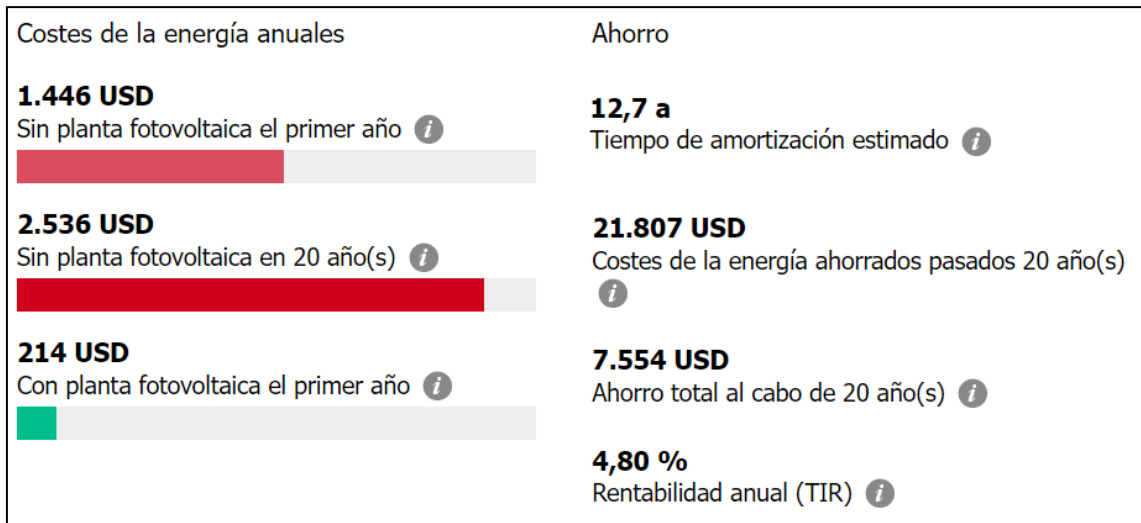 Costes de la energía anuales
1.446 USD
Sin planta fotovoltaica el primer año
2.536 USD
Sin planta fotovoltaica en 20 año(s)
214 USD
Con planta fotovoltaica el primer año
Ahorro
12,7 a
Tiempo de amortización estimado
21.807 USD
Costes de la energía ahorrados pasados 20 año(s)
7.554 USD
Ahorro total al cabo de 20 año(s)
4,80 %
Rentabilidad anual (TIR)